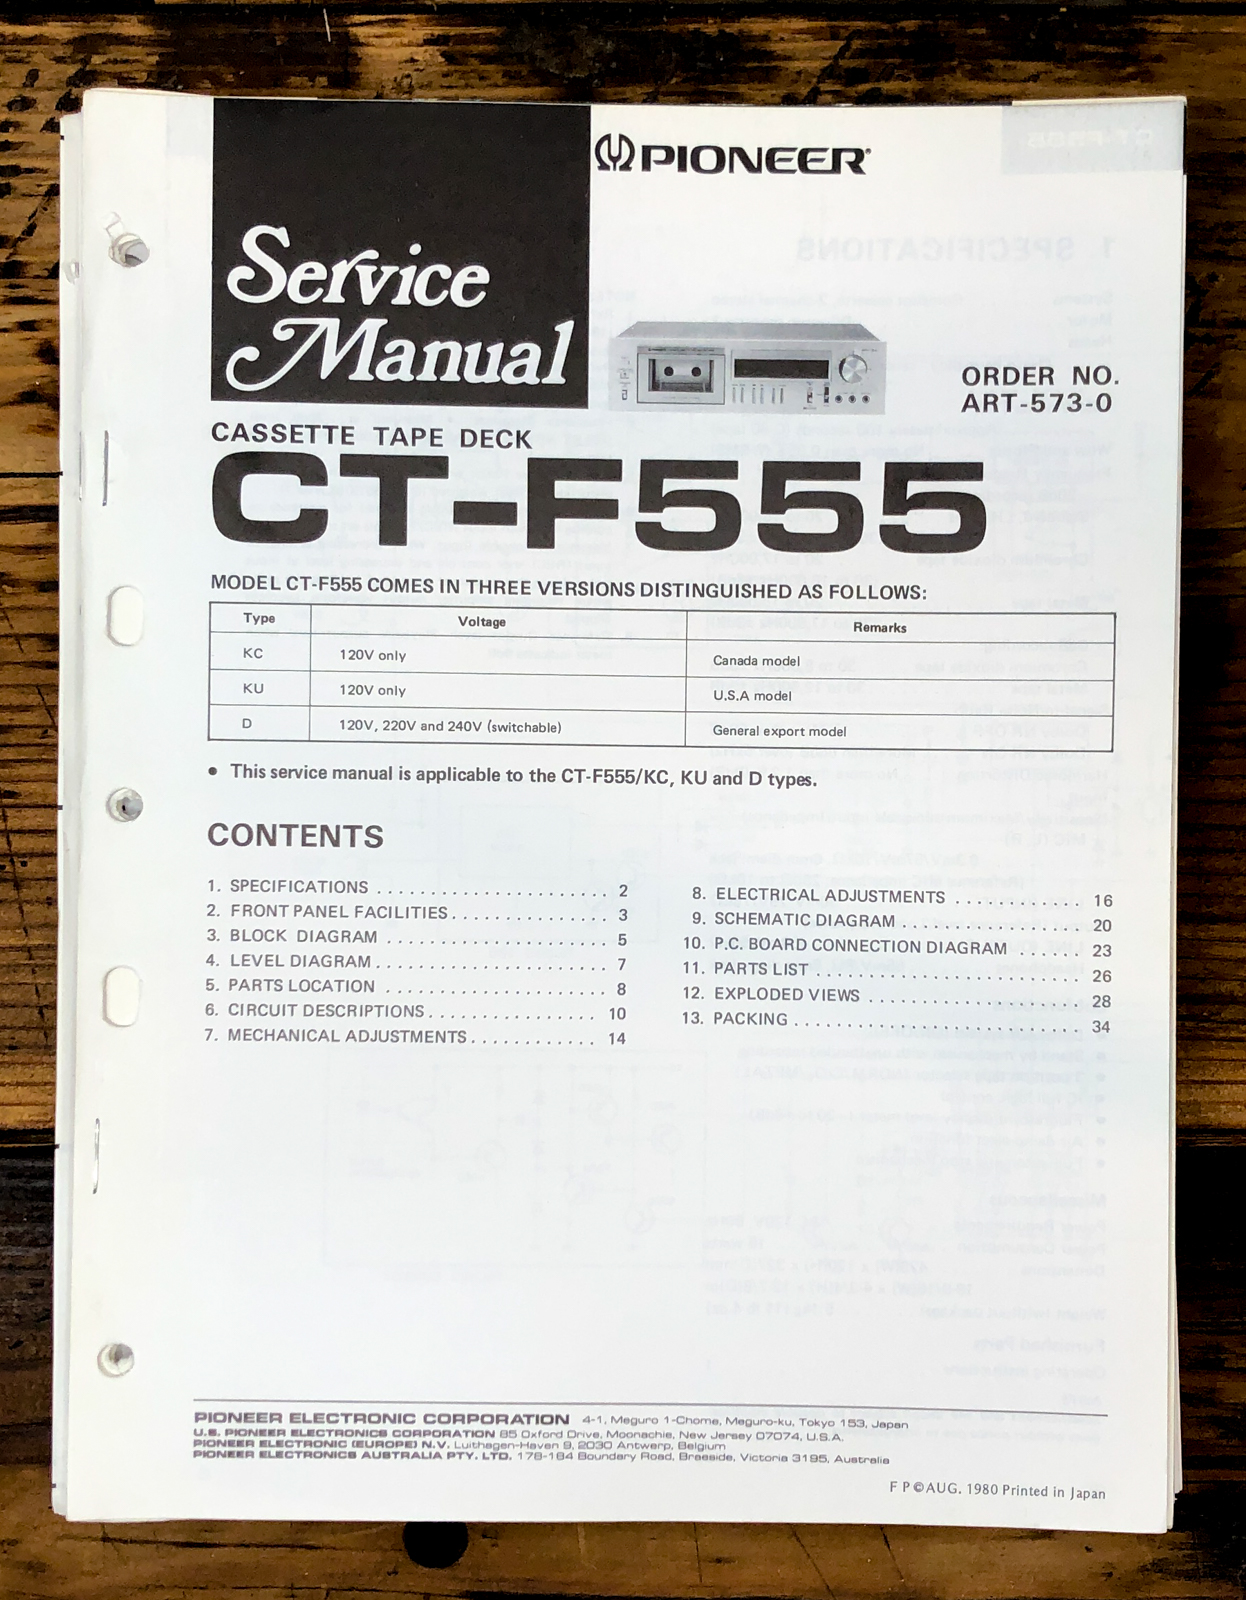 PIONEER®
Service
Manual
ORDER NO.
ART-573-0
CASSETTE TAPE DECK
CT-F555
MODEL CT-F555 COMES IN THREE VERSIONS DISTINGUISHED AS FOLLOWS:
Type Voltage Remarks
KC 120V only Canada model
KU 120V only U.S.A model
D 120V, 220V and 240V (switchable) General export model
• This service manual is applicable to the CT-F555/KC, KU and D types.
CONTENTS
1. SPECIFICATIONS . . . . . . . . . . . . . . . . . . . . . . 2
2. FRONT PANEL FACILITIES . . . . . . . . . . . . . . . 3
3. BLOCK DIAGRAM . . . . . . . . . . . . . . . . . . . . . 5
4. LEVEL DIAGRAM . . . . . . . . . . . . . . . . . . . . . . 7
5. PARTS LOCATION . . . . . . . . . . . . . . . . . . . . . 8
6. CIRCUIT DESCRIPTIONS . . . . . . . . . . . . . . . . 10
7. MECHANICAL ADJUSTMENTS . . . . . . . . . . . . 14
8. ELECTRICAL ADJUSTMENTS . . . . . . . . . . . . 16
9. SCHEMATIC DIAGRAM . . . . . . . . . . . . . . . . . 20
10. P.C. BOARD CONNECTION DIAGRAM . . . . . . 23
11. PARTS LIST . . . . . . . . . . . . . . . . . . . . . . . . . 26
12. EXPLODED VIEWS . . . . . . . . . . . . . . . . . . . . 28
13. PACKING . . . . . . . . . . . . . . . . . . . . . . . . . . . 34
PIONEER ELECTRONIC CORPORATION 4-1, Meguro 1-Chome, Meguro-ku, Tokyo 153, Japan
U.S. PIONEER ELECTRONICS CORPORATION 85 Oxford Drive, Moonachie, New Jersey 07074, U.S.A.
PIONEER ELECTRONIC (EUROPE) N.V. Luithagen-Haven 9, 2030 Antwerp, Belgium
PIONEER ELECTRONICS AUSTRALIA PTY. LTD. 178-184 Boundary Road, Braeside, Victoria 3195, Australia
F P © AUG. 1980 Printed in Japan